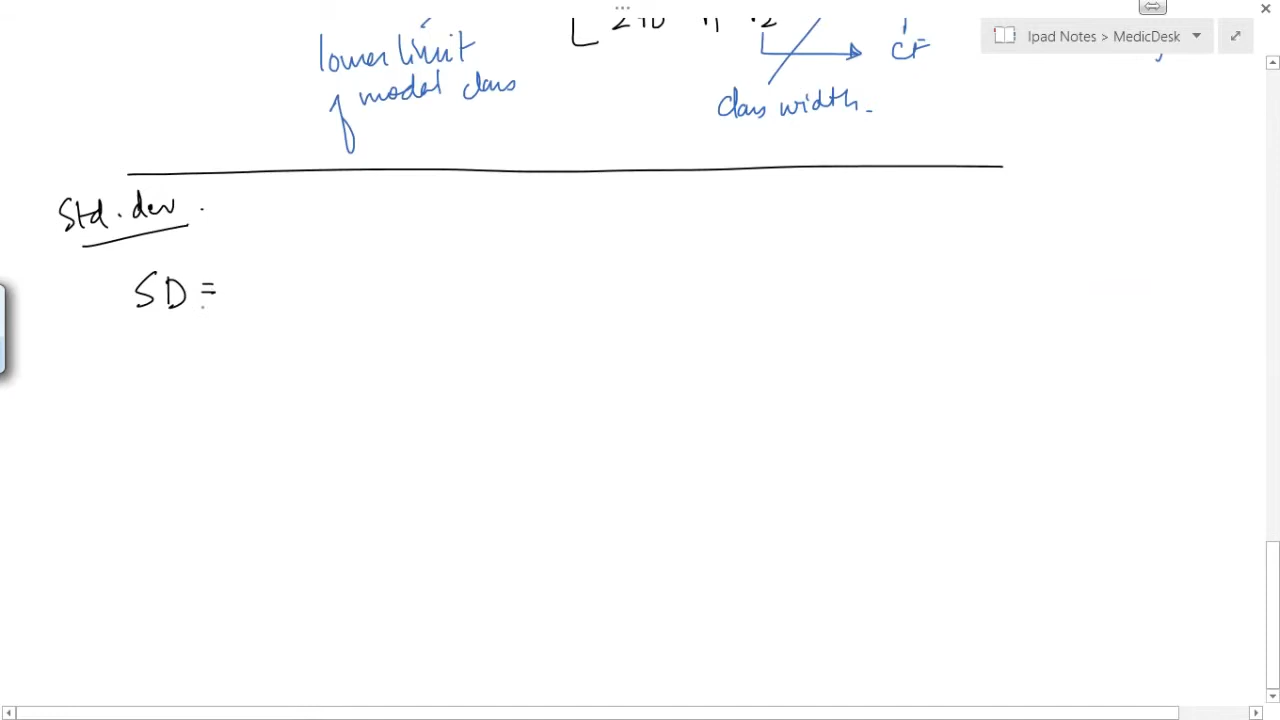 lower limit
of modal class
CF
class width.
Ipad Notes > MedicDesk
Std. dev.
SD =